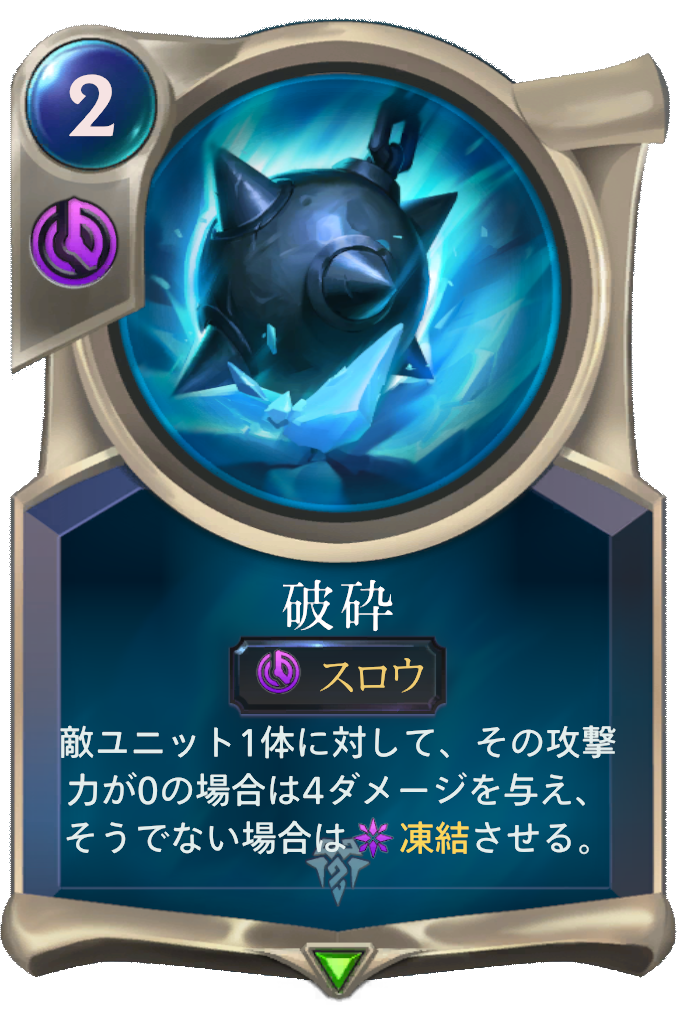 2
破砕
スロウ
敵ユニット1体に対して、その攻撃
力が0の場合は4ダメージを与え、
そうでない場合は凍結させる。